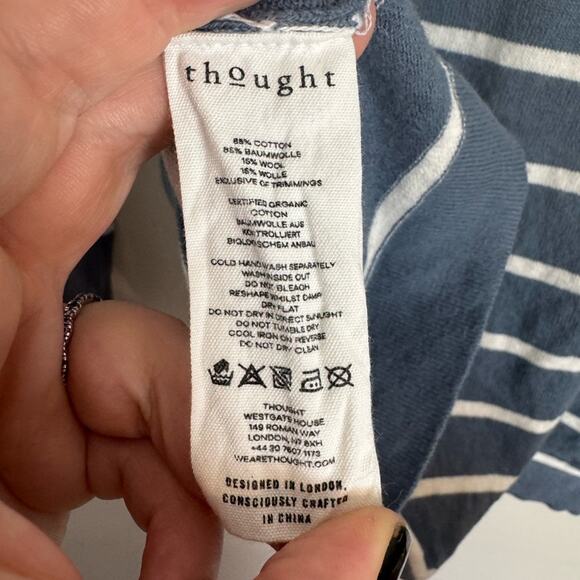 thought
85% COTTON
85% BAUMWOLLE
15% WOOL
15% WOLLE
EXCLUSIVE OF TRIMMINGS
CERTIFIED ORGANIC
COTTON
BAUMWOLLE AUS
KONTROLLIERT
BIOLOGISCHEM ANBAU
COLD HAND WASH SEPARATELY
WASH INSIDE OUT
DO NOT BLEACH
RESHAPE WHILST DAMP
DRY FLAT
DO NOT DRY IN DIRECT SUNLIGHT
DO NOT TUMBLE DRY
COOL IRON ON REVERSE
DO NOT DRY CLEAN
THOUGHT
WESTGATE HOUSE
149 ROMAN WAY
LONDON, N7 8XH
+44 20 7607 1173
WEARETHOUGHT.COM
DESIGNED IN LONDON.
CONSCIOUSLY CRAFTED
IN CHINA